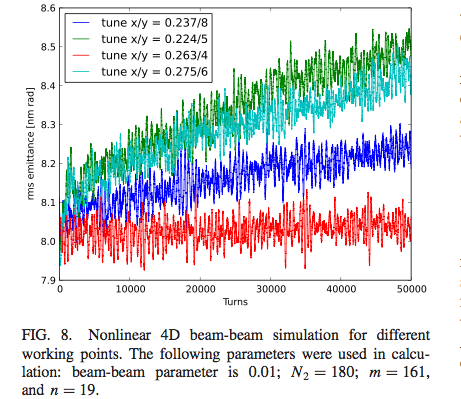 8.6
8.5
8.4
8.3
8.2
8.1
8.0
7.9
rms emittance [nm rad]
tune x/y = 0.237/8
tune x/y = 0.224/5
tune x/y = 0.263/4
tune x/y = 0.275/6
0 10000 20000 30000 40000 50000
Turns
FIG. 8. Nonlinear 4D beam-beam simulation for different
working points. The following parameters were used in calcu-
lation: beam-beam parameter is 0.01; N2 = 180; m = 161,
and n = 19.